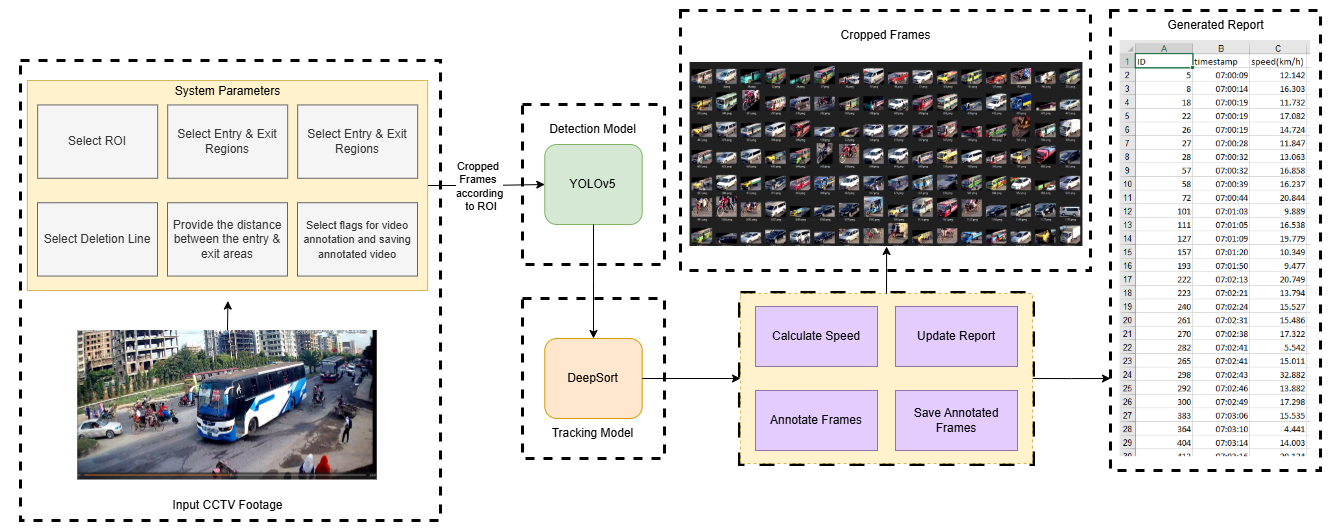 System Parameters
Select ROI
Select Entry & Exit
Regions
Select Entry & Exit
Regions
Select Deletion Line
Provide the distance
between the entry &
exit areas
Select flags for video
annotation and saving
annotated video
Input CCTV Footage
Cropped
Frames
according
to ROI
Detection Model
YOLOv5
DeepSort
Tracking Model
Cropped Frames
Calculate Speed
Update Report
Annotate Frames
Save Annotated
Frames
Generated Report
A B C
1 ID timestamp speed(km/h)
2 5 07:00:09 12.142
3 8 07:00:14 16.303
4 18 07:00:19 11.732
5 22 07:00:19 17.082
6 26 07:00:19 14.724
7 27 07:00:28 11.847
8 28 07:00:32 13.063
9 57 07:00:32 16.858
10 58 07:00:39 16.237
11 72 07:00:44 20.844
12 101 07:01:03 9.889
13 111 07:01:05 16.538
14 127 07:01:09 19.779
15 157 07:01:20 10.349
16 193 07:01:50 9.477
17 222 07:02:13 20.749
18 223 07:02:21 13.794
19 240 07:02:24 15.527
20 261 07:02:31 15.486
21 270 07:02:38 17.322
22 282 07:02:41 5.542
23 265 07:02:41 15.011
24 298 07:02:43 32.882
25 292 07:02:46 13.882
26 300 07:02:49 17.298
27 383 07:03:06 15.535
28 364 07:03:10 4.441
29 404 07:03:14 14.003